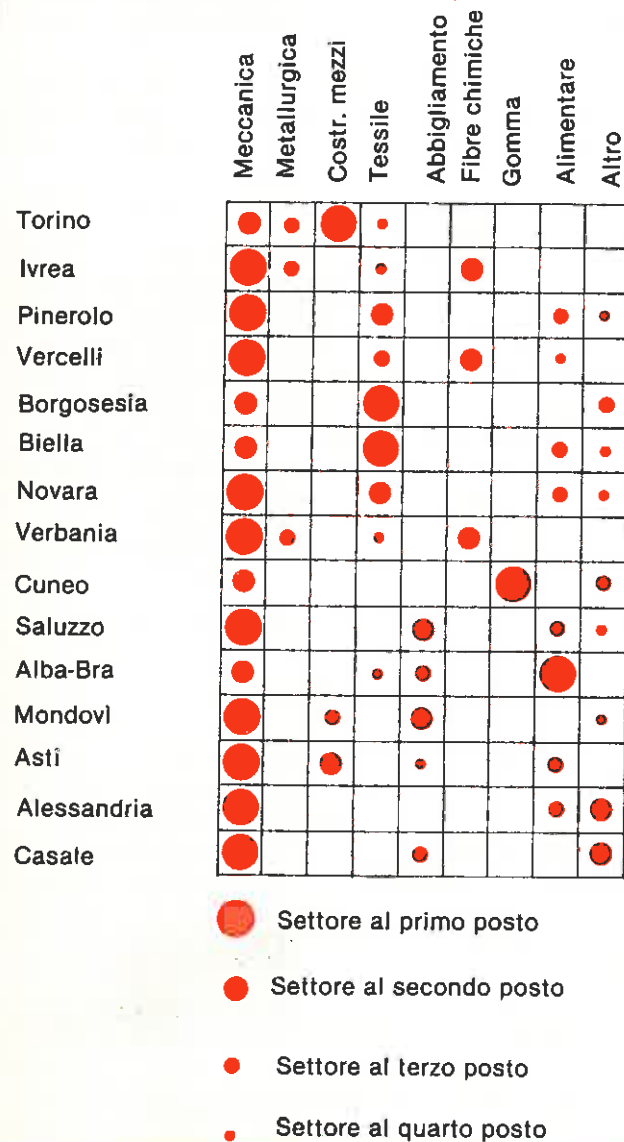 Meccanica
Metallurgica
Costr. mezzi
Tessile
Abbigliamento
Fibre chimiche
Gomma
Alimentare
Altro
Torino
Ivrea
Pinerolo
Vercelli
Borgosesia
Biella
Novara
Verbania
Cuneo
Saluzzo
Alba-Bra
Mondovì
Asti
Alessandria
Casale
Settore al primo posto
Settore al secondo posto
Settore al terzo posto
Settore al quarto posto